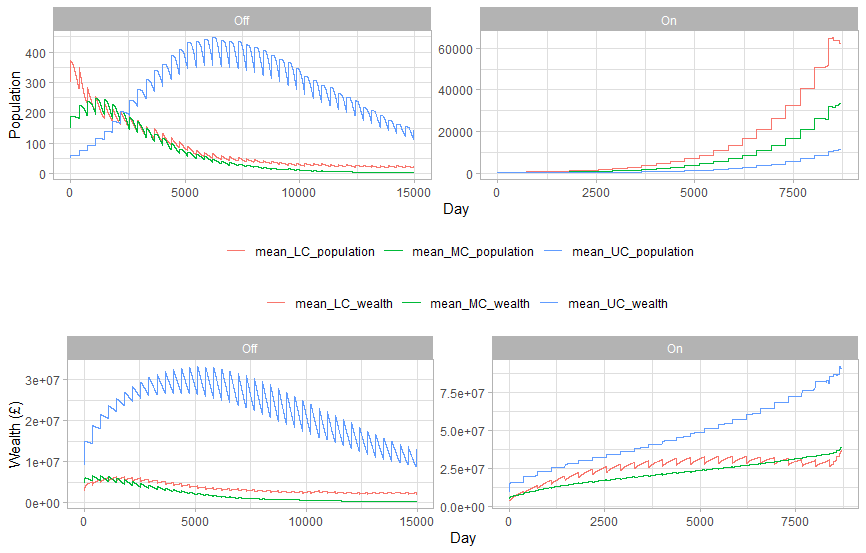 Off On
Population
400
300
200
100
0
60000
40000
20000
0
0 5000 10000 15000
0 2500 5000 7500
Day
mean_LC_population mean_MC_population mean_UC_population
mean_LC_wealth mean_MC_wealth mean_UC_wealth
Off On
Wealth (£)
3e+07
2e+07
1e+07
0e+00
7.5e+07
5.0e+07
2.5e+07
0.0e+00
0 5000 10000 15000
0 2500 5000 7500
Day